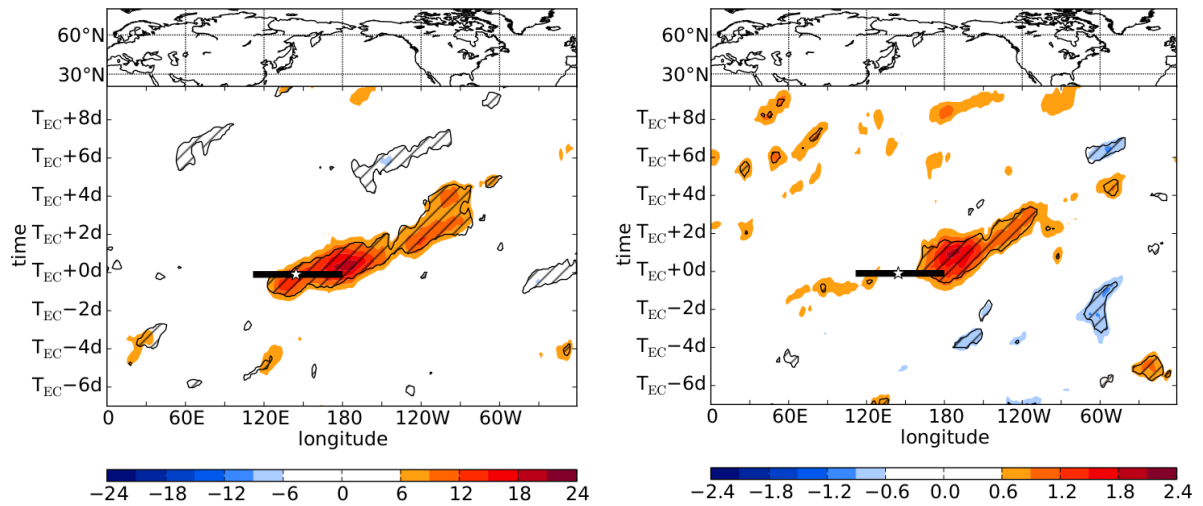 60°N
30°N
time
T_EC+8d
T_EC+6d
T_EC+4d
T_EC+2d
T_EC+0d
T_EC−2d
T_EC−4d
T_EC−6d
0 60E 120E 180 120W 60W
longitude
−24 −18 −12 −6 0 6 12 18 24
60°N
30°N
time
T_EC+8d
T_EC+6d
T_EC+4d
T_EC+2d
T_EC+0d
T_EC−2d
T_EC−4d
T_EC−6d
0 60E 120E 180 120W 60W
longitude
−2.4 −1.8 −1.2 −0.6 0.0 0.6 1.2 1.8 2.4